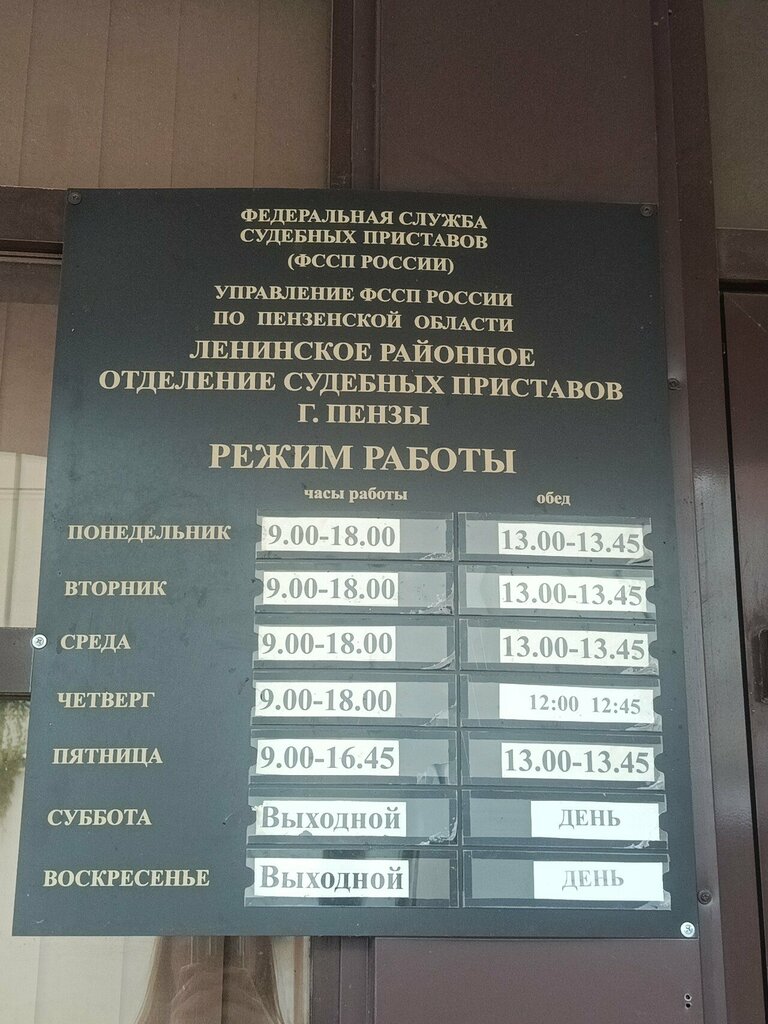 ФЕДЕРАЛЬНАЯ СЛУЖБА
СУДЕБНЫХ ПРИСТАВОВ
(ФССП РОССИИ)
УПРАВЛЕНИЕ ФССП РОССИИ
ПО ПЕНЗЕНСКОЙ ОБЛАСТИ
ЛЕНИНСКОЕ РАЙОННОЕ
ОТДЕЛЕНИЕ СУДЕБНЫХ ПРИСТАВОВ
Г. ПЕНЗЫ
РЕЖИМ РАБОТЫ
часы работы обед
ПОНЕДЕЛЬНИК 9.00-18.00 13.00-13.45
ВТОРНИК 9.00-18.00 13.00-13.45
СРЕДА 9.00-18.00 13.00-13.45
ЧЕТВЕРГ 9.00-18.00 12:00 12:45
ПЯТНИЦА 9.00-16.45 13.00-13.45
СУББОТА Выходной ДЕНЬ
ВОСКРЕСЕНЬЕ Выходной ДЕНЬ